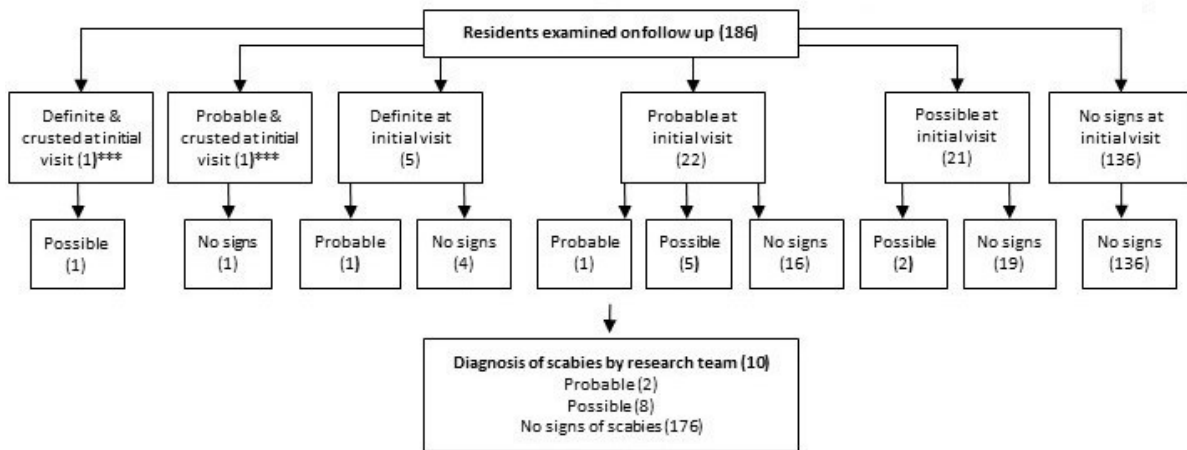 Residents examined on follow up (186)
Definite &
crusted at initial
visit (1)***
Probable &
crusted at initial
visit (1)***
Definite at
initial visit
(5)
Probable at
initial visit
(22)
Possible at
initial visit
(21)
No signs at
initial visit
(136)
Possible
(1)
No signs
(1)
Probable
(1)
No signs
(4)
Probable
(1)
Possible
(5)
No signs
(16)
Possible
(2)
No signs
(19)
No signs
(136)
Diagnosis of scabies by research team (10)
Probable (2)
Possible (8)
No signs of scabies (176)